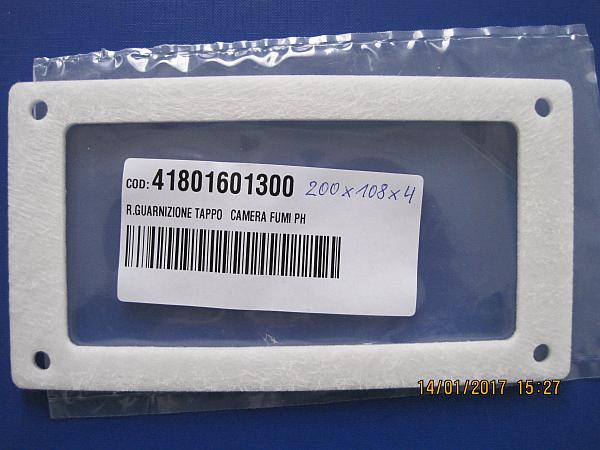 COD: 41801601300 200x108x4
R.GUARNIZIONE TAPPO CAMERA FUMI PH
14/01/2017 15:27